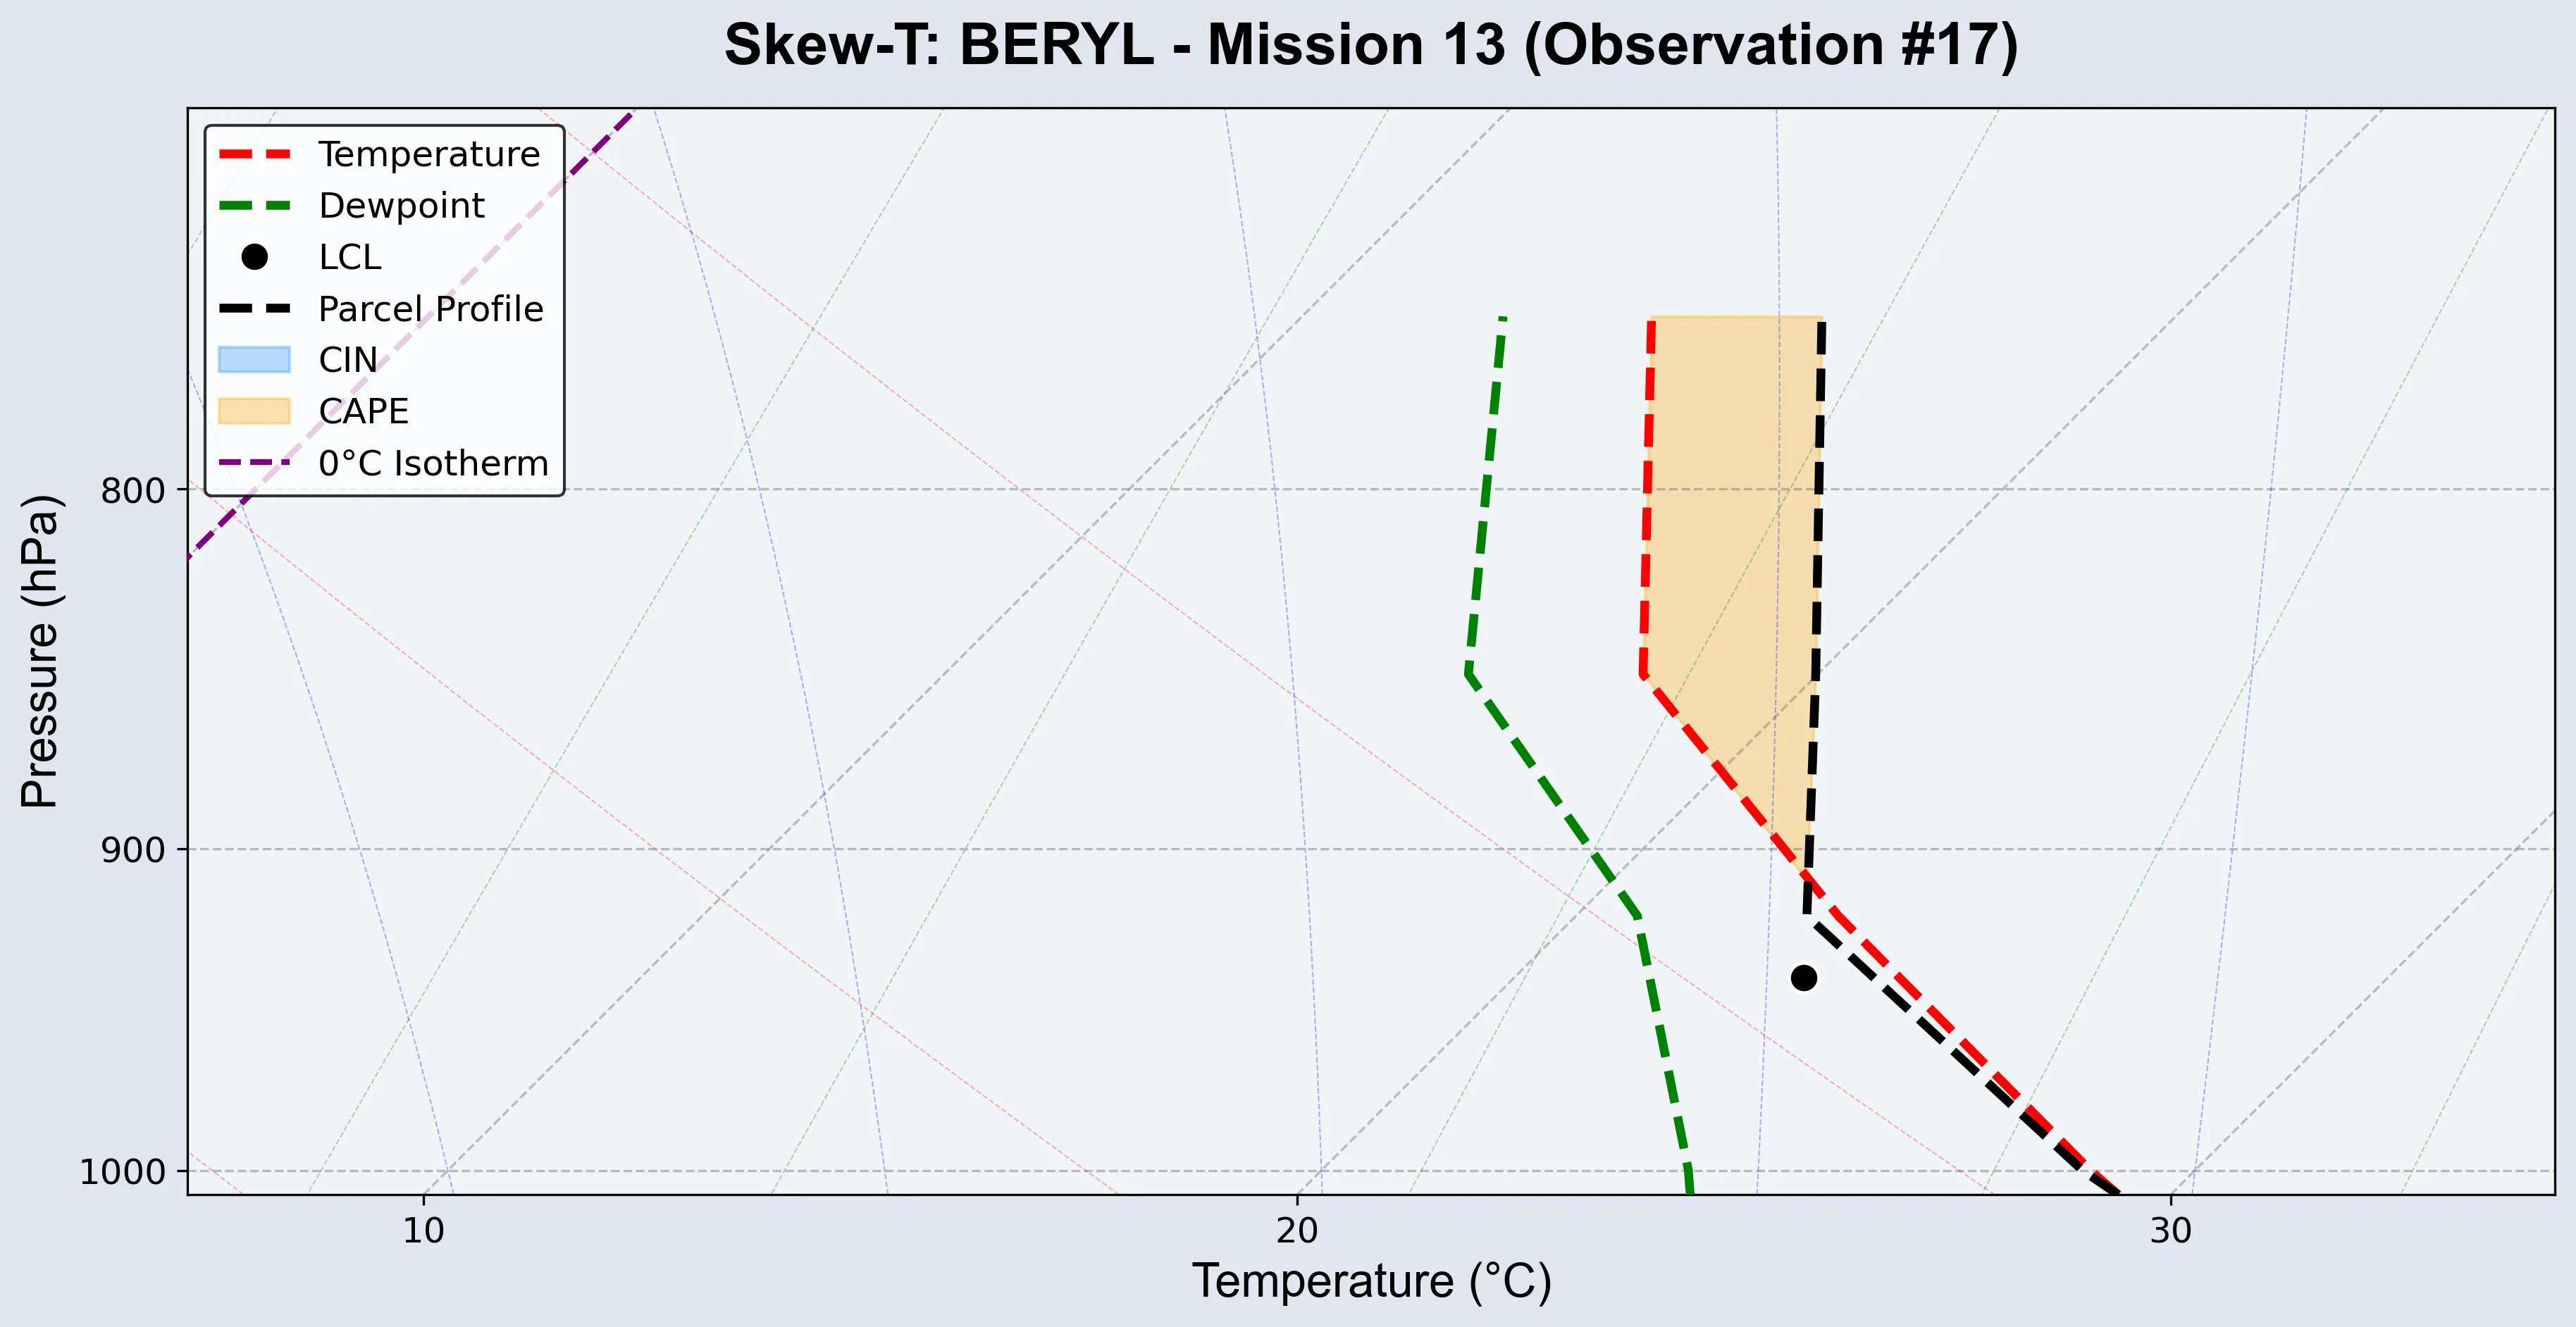 Skew-T: BERYL - Mission 13 (Observation #17)
Temperature
Dewpoint
LCL
Parcel Profile
CIN
CAPE
0°C Isotherm
Pressure (hPa)
800
900
1000
10
20
30
Temperature (°C)